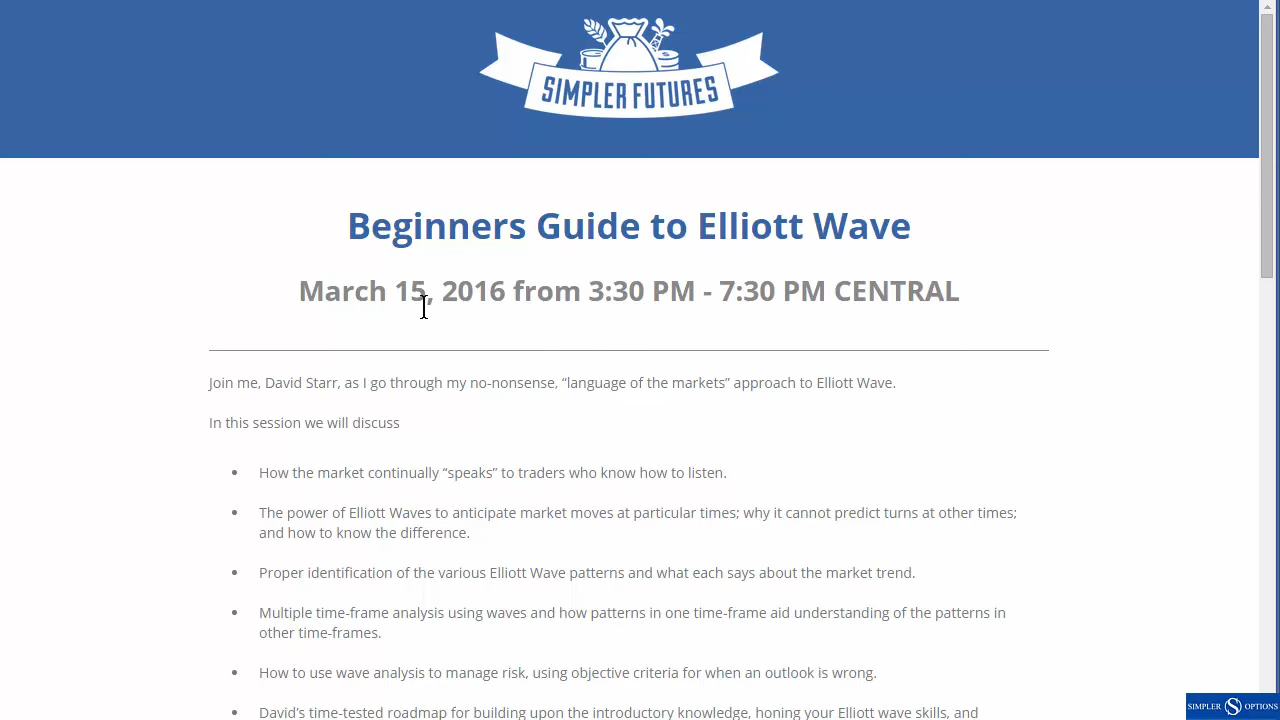 SIMPLER FUTURES
Beginners Guide to Elliott Wave
March 15, 2016 from 3:30 PM - 7:30 PM CENTRAL
Join me, David Starr, as I go through my no-nonsense, “language of the markets” approach to Elliott Wave.
In this session we will discuss
• How the market continually “speaks” to traders who know how to listen.
• The power of Elliott Waves to anticipate market moves at particular times; why it cannot predict turns at other times;
and how to know the difference.
• Proper identification of the various Elliott Wave patterns and what each says about the market trend.
• Multiple time-frame analysis using waves and how patterns in one time-frame aid understanding of the patterns in
other time-frames.
• How to use wave analysis to manage risk, using objective criteria for when an outlook is wrong.
• David’s time-tested roadmap for building upon the introductory knowledge, honing your Elliott wave skills, and
SIMPLER S OPTIONS